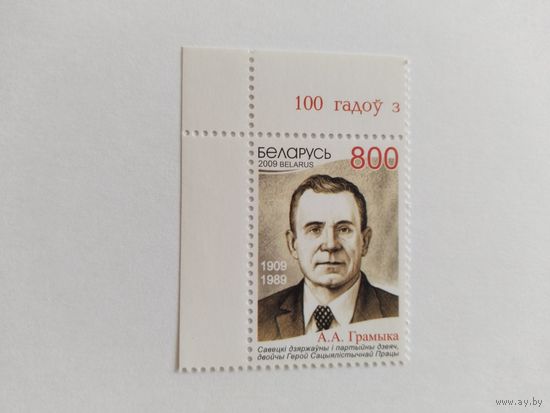 100 гадоў з
Беларусь 800
2009 BELARUS
1909
1989
А.А. Грамыка
Савецкі дзяржаўны і партыйны дзеяч,
двойчы Герой Сацыялістычнай Працы
www.ay.by